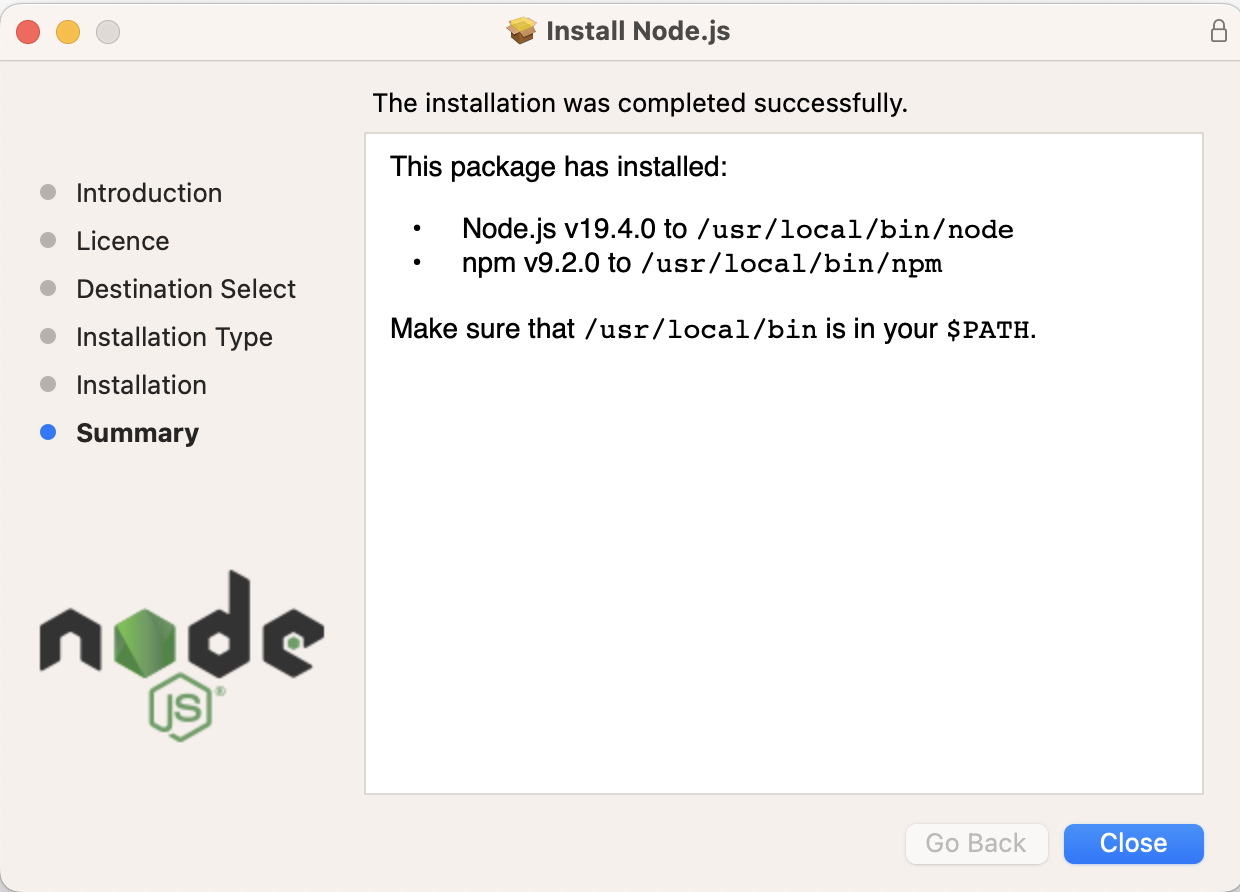 Install Node.js
The installation was completed successfully.
Introduction
Licence
Destination Select
Installation Type
Installation
Summary
This package has installed:
• Node.js v19.4.0 to /usr/local/bin/node
• npm v9.2.0 to /usr/local/bin/npm
Make sure that /usr/local/bin is in your $PATH.
node
JS®
Go Back
Close